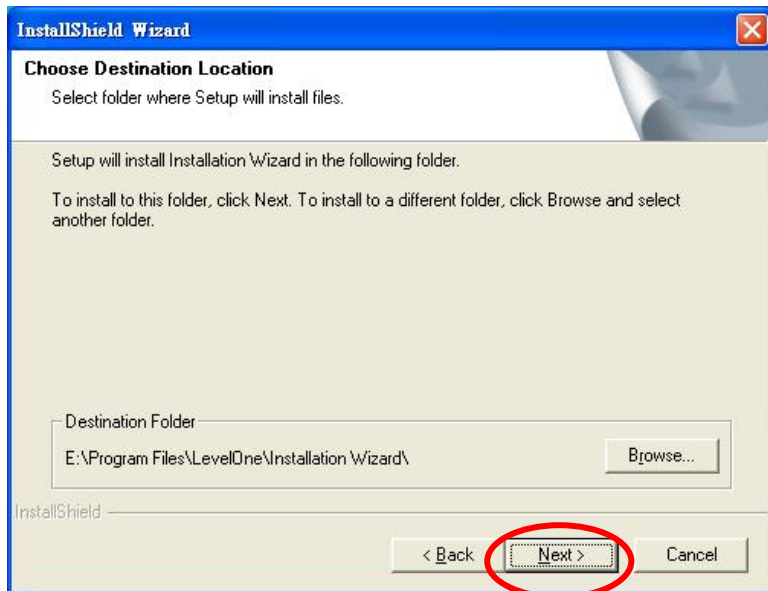 InstallShield Wizard
Choose Destination Location
Select folder where Setup will install files.
Setup will install Installation Wizard in the following folder.
To install to this folder, click Next. To install to a different folder, click Browse and select
another folder.
Destination Folder
E:\Program Files\LevelOne\Installation Wizard\
Browse...
InstallShield
< Back
Next >
Cancel